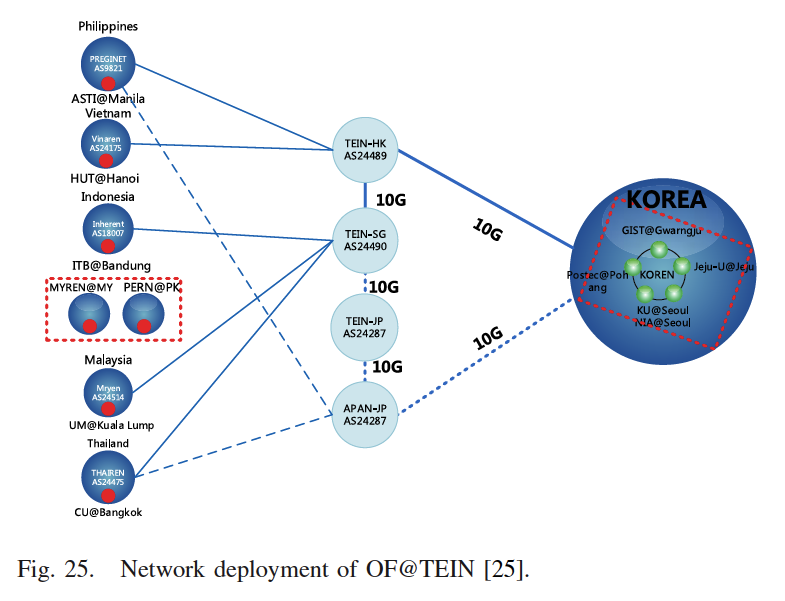 Philippines
PREGINET
AS9821
ASTI@Manila
Vietnam
Vinaren
AS24175
HUT@Hanoi
Indonesia
Inherent
AS18007
ITB@Bandung
MYREN@MY PERN@PK
Malaysia
Mryen
AS24514
UM@Kuala Lump
Thailand
THAIREN
AS24475
CU@Bangkok
TEIN-HK
AS24489
10G
TEIN-SG
AS24490
10G
TEIN-JP
AS24287
10G
APAN-JP
AS24287
10G
10G
KOREA
GIST@Gwarngju
Postec@Poh
ang
KOREN
Jeju-U@Jeju
KU@Seoul
NIA@Seoul
Fig. 25. Network deployment of OF@TEIN [25].